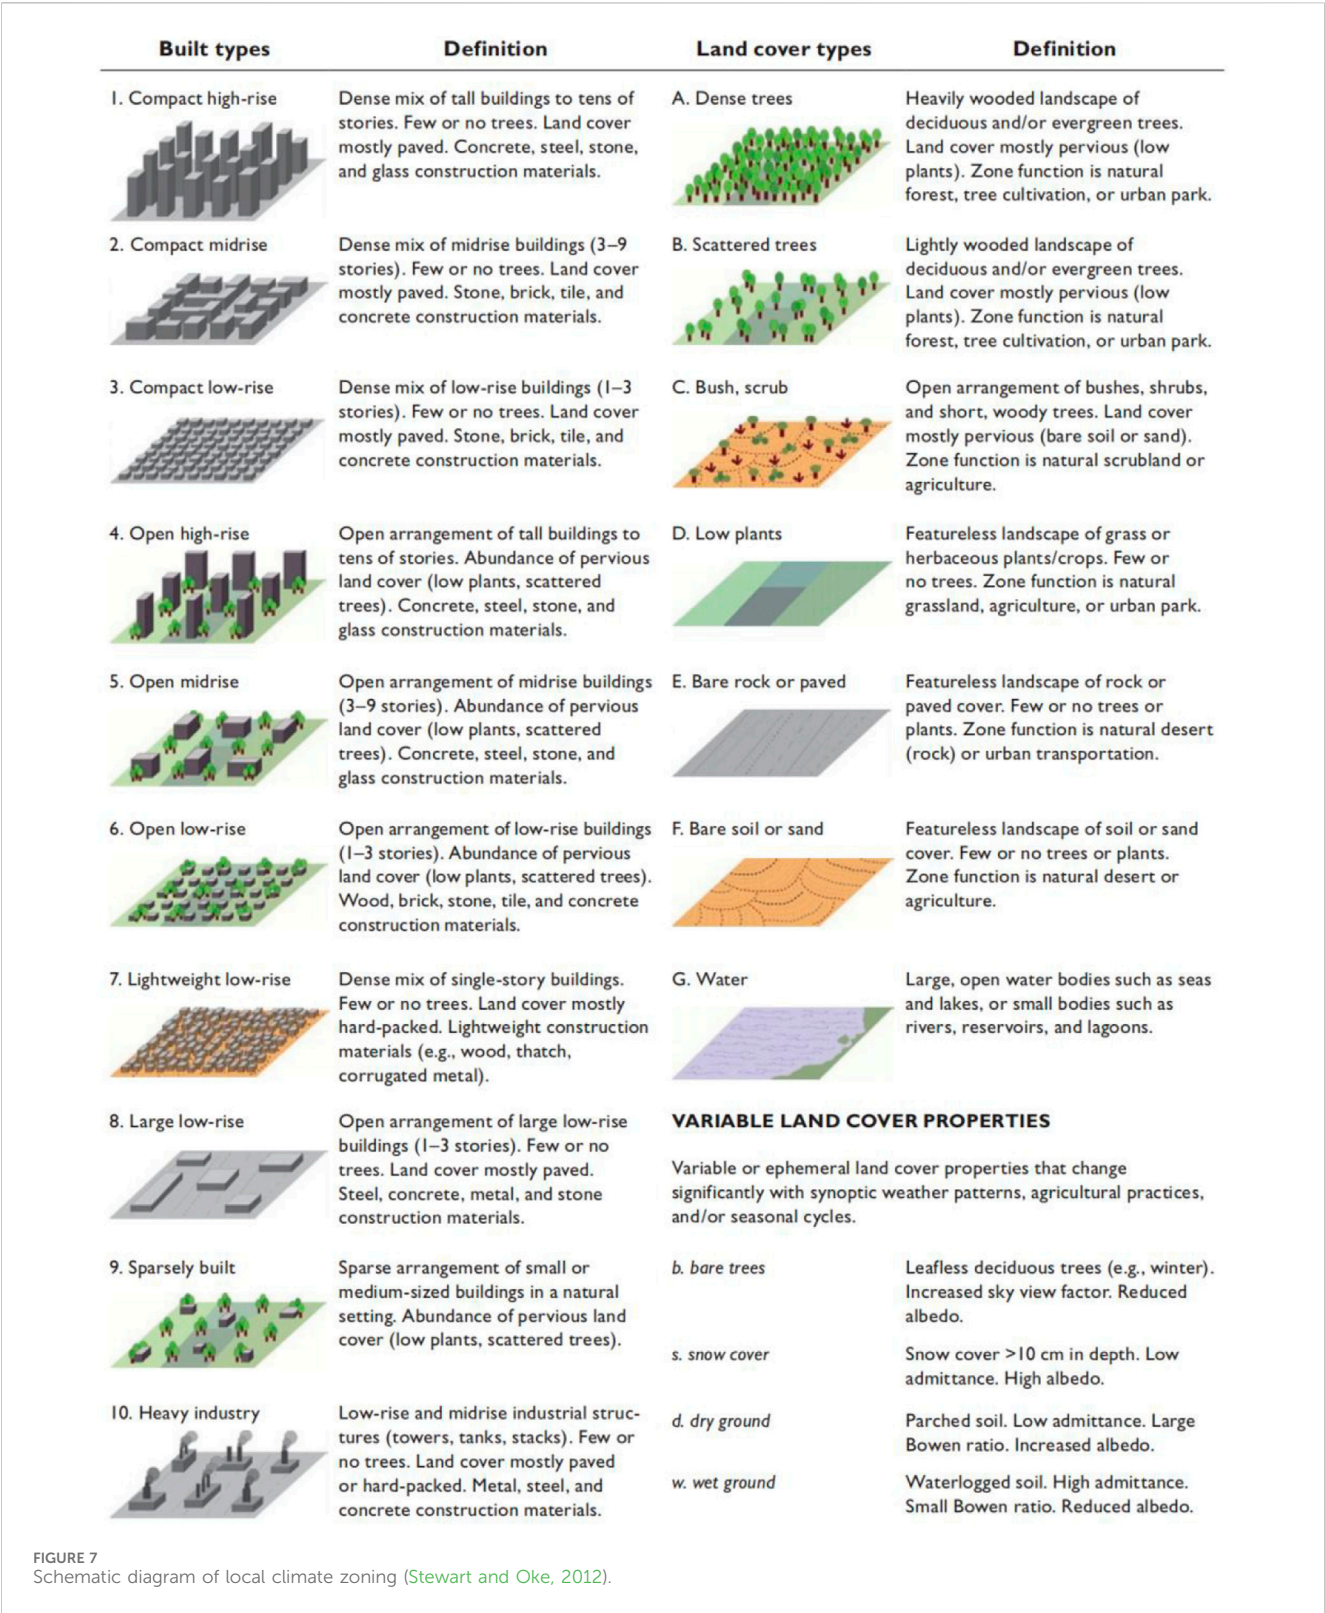 Built types
Definition
Land cover types
Definition
1. Compact high-rise
Dense mix of tall buildings to tens of
stories. Few or no trees. Land cover
mostly paved. Concrete, steel, stone,
and glass construction materials.
A. Dense trees
Heavily wooded landscape of
deciduous and/or evergreen trees.
Land cover mostly pervious (low
plants). Zone function is natural
forest, tree cultivation, or urban park.
2. Compact midrise
Dense mix of midrise buildings (3–9
stories). Few or no trees. Land cover
mostly paved. Stone, brick, tile, and
concrete construction materials.
B. Scattered trees
Lightly wooded landscape of
deciduous and/or evergreen trees.
Land cover mostly pervious (low
plants). Zone function is natural
forest, tree cultivation, or urban park.
3. Compact low-rise
Dense mix of low-rise buildings (1–3
stories). Few or no trees. Land cover
mostly paved. Stone, brick, tile, and
concrete construction materials.
C. Bush, scrub
Open arrangement of bushes, shrubs,
and short, woody trees. Land cover
mostly pervious (bare soil or sand).
Zone function is natural scrubland or
agriculture.
4. Open high-rise
Open arrangement of tall buildings to
tens of stories. Abundance of pervious
land cover (low plants, scattered
trees). Concrete, steel, stone, and
glass construction materials.
D. Low plants
Featureless landscape of grass or
herbaceous plants/crops. Few or
no trees. Zone function is natural
grassland, agriculture, or urban park.
5. Open midrise
Open arrangement of midrise buildings
(3–9 stories). Abundance of pervious
land cover (low plants, scattered
trees). Concrete, steel, stone, and
glass construction materials.
E. Bare rock or paved
Featureless landscape of rock or
paved cover. Few or no trees or
plants. Zone function is natural desert
(rock) or urban transportation.
6. Open low-rise
Open arrangement of low-rise buildings
(1–3 stories). Abundance of pervious
land cover (low plants, scattered trees).
Wood, brick, stone, tile, and concrete
construction materials.
F. Bare soil or sand
Featureless landscape of soil or sand
cover. Few or no trees or plants.
Zone function is natural desert or
agriculture.
7. Lightweight low-rise
Dense mix of single-story buildings.
Few or no trees. Land cover mostly
hard-packed. Lightweight construction
materials (e.g., wood, thatch,
corrugated metal).
G. Water
Large, open water bodies such as seas
and lakes, or small bodies such as
rivers, reservoirs, and lagoons.
8. Large low-rise
Open arrangement of large low-rise
buildings (1–3 stories). Few or no
trees. Land cover mostly paved.
Steel, concrete, metal, and stone
construction materials.
VARIABLE LAND COVER PROPERTIES
Variable or ephemeral land cover properties that change
significantly with synoptic weather patterns, agricultural practices,
and/or seasonal cycles.
9. Sparsely built
Sparse arrangement of small or
medium-sized buildings in a natural
setting. Abundance of pervious land
cover (low plants, scattered trees).
b. bare trees
Leafless deciduous trees (e.g., winter).
Increased sky view factor. Reduced
albedo.
s. snow cover
Snow cover >10 cm in depth. Low
admittance. High albedo.
10. Heavy industry
Low-rise and midrise industrial struc-
tures (towers, tanks, stacks). Few or
no trees. Land cover mostly paved
or hard-packed. Metal, steel, and
concrete construction materials.
d. dry ground
Parched soil. Low admittance. Large
Bowen ratio. Increased albedo.
w. wet ground
Waterlogged soil. High admittance.
Small Bowen ratio. Reduced albedo.
FIGURE 7
Schematic diagram of local climate zoning (Stewart and Oke, 2012).